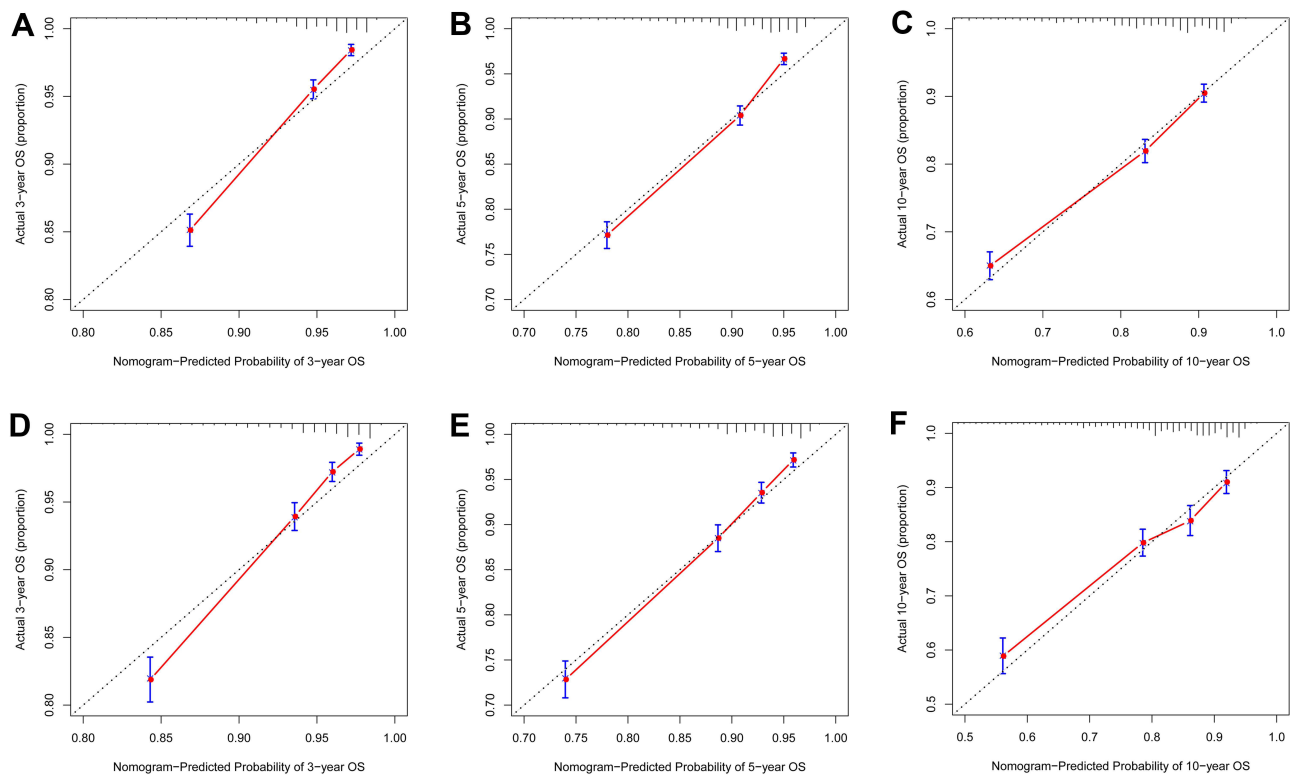 A
Actual 3−year OS (proportion)
1.00
0.95
0.90
0.85
0.80
0.80 0.85 0.90 0.95 1.00
Nomogram−Predicted Probability of 3−year OS
B
Actual 5−year OS (proportion)
1.00
0.95
0.90
0.85
0.80
0.75
0.70
0.70 0.75 0.80 0.85 0.90 0.95 1.00
Nomogram−Predicted Probability of 5−year OS
C
Actual 10−year OS (proportion)
1.0
0.9
0.8
0.7
0.6
0.6 0.7 0.8 0.9 1.0
Nomogram−Predicted Probability of 10−year OS
D
Actual 3−year OS (proportion)
1.00
0.95
0.90
0.85
0.80
0.80 0.85 0.90 0.95 1.00
Nomogram−Predicted Probability of 3−year OS
E
Actual 5−year OS (proportion)
1.00
0.95
0.90
0.85
0.80
0.75
0.70
0.70 0.75 0.80 0.85 0.90 0.95 1.00
Nomogram−Predicted Probability of 5−year OS
F
Actual 10−year OS (proportion)
1.0
0.9
0.8
0.7
0.6
0.5
0.5 0.6 0.7 0.8 0.9 1.0
Nomogram−Predicted Probability of 10−year OS